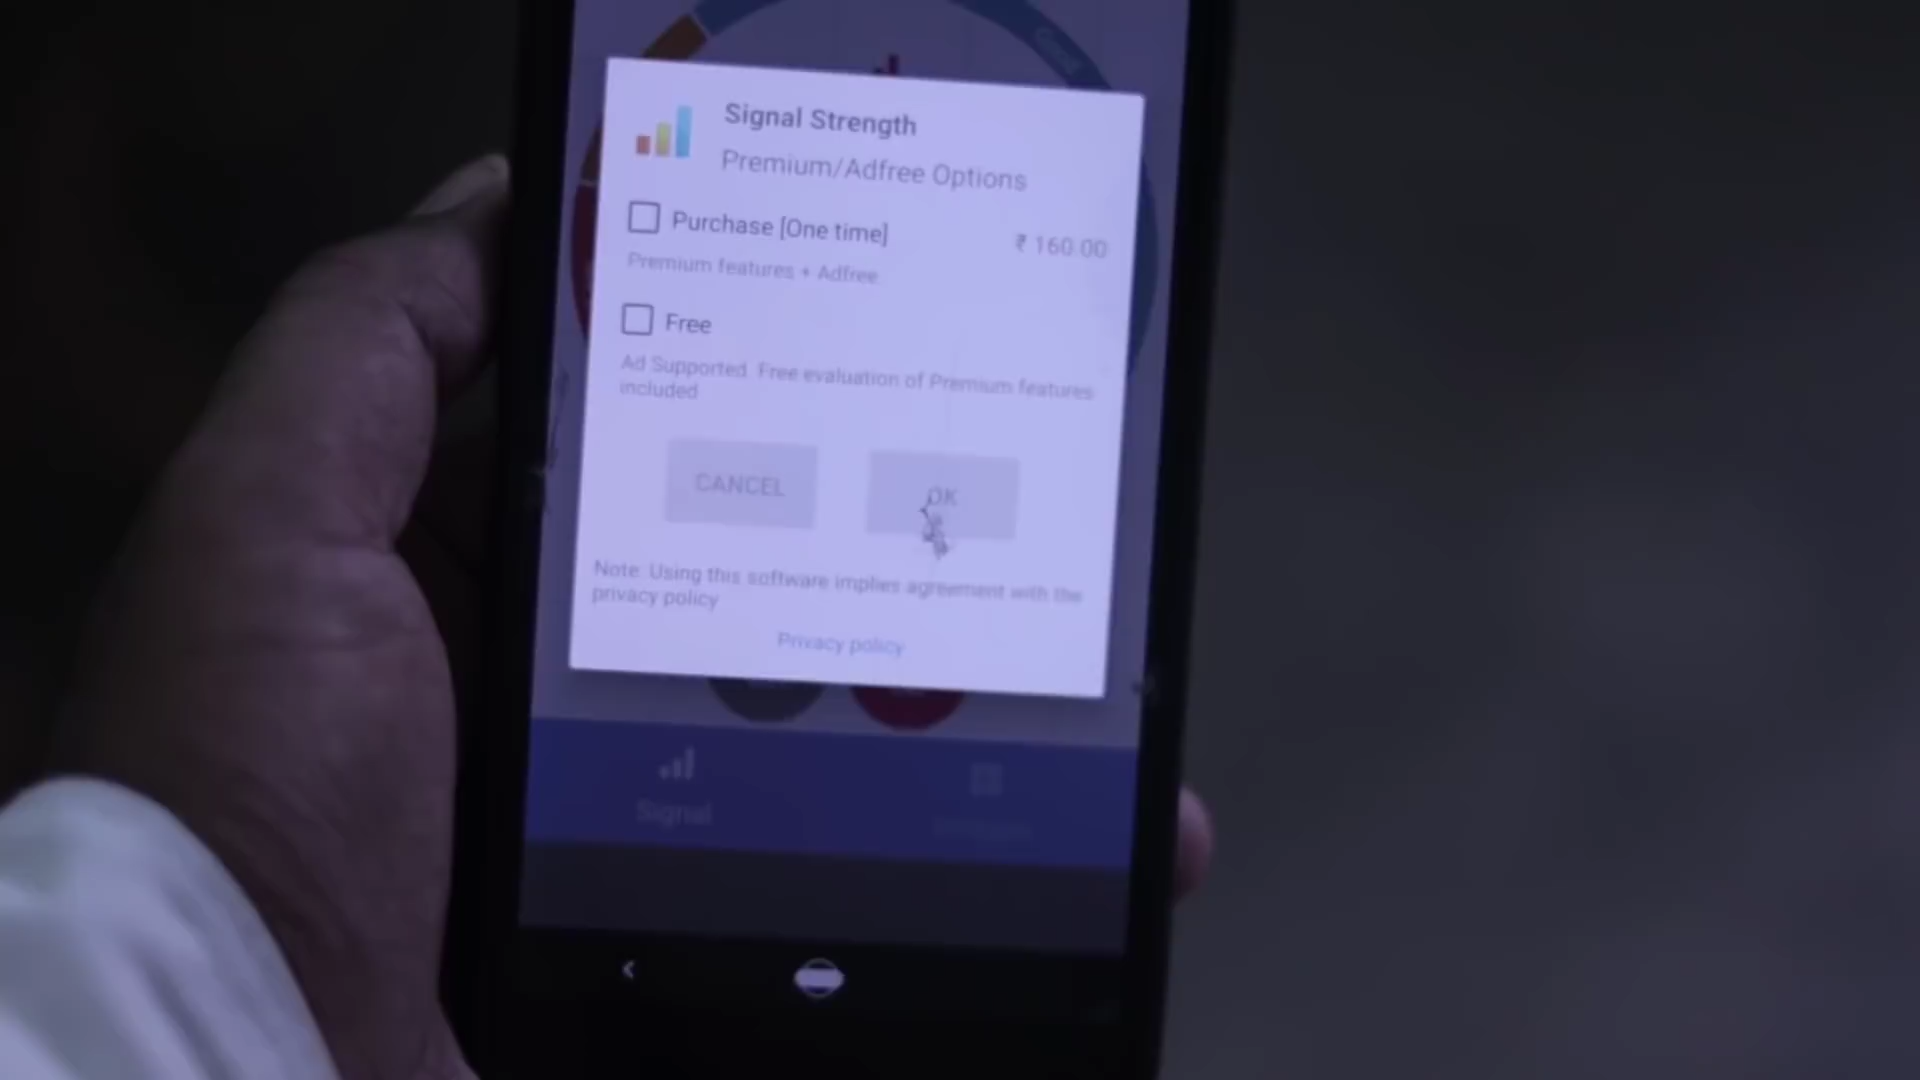 Good
Signal Strength
Premium/Adfree Options
Purchase [One time]
₹ 160.00
Premium features + Adfree
Free
Ad Supported. Free evaluation of Premium features
included
CANCEL
OK
Note: Using this software implies agreement with the
privacy policy
Privacy policy
Signal